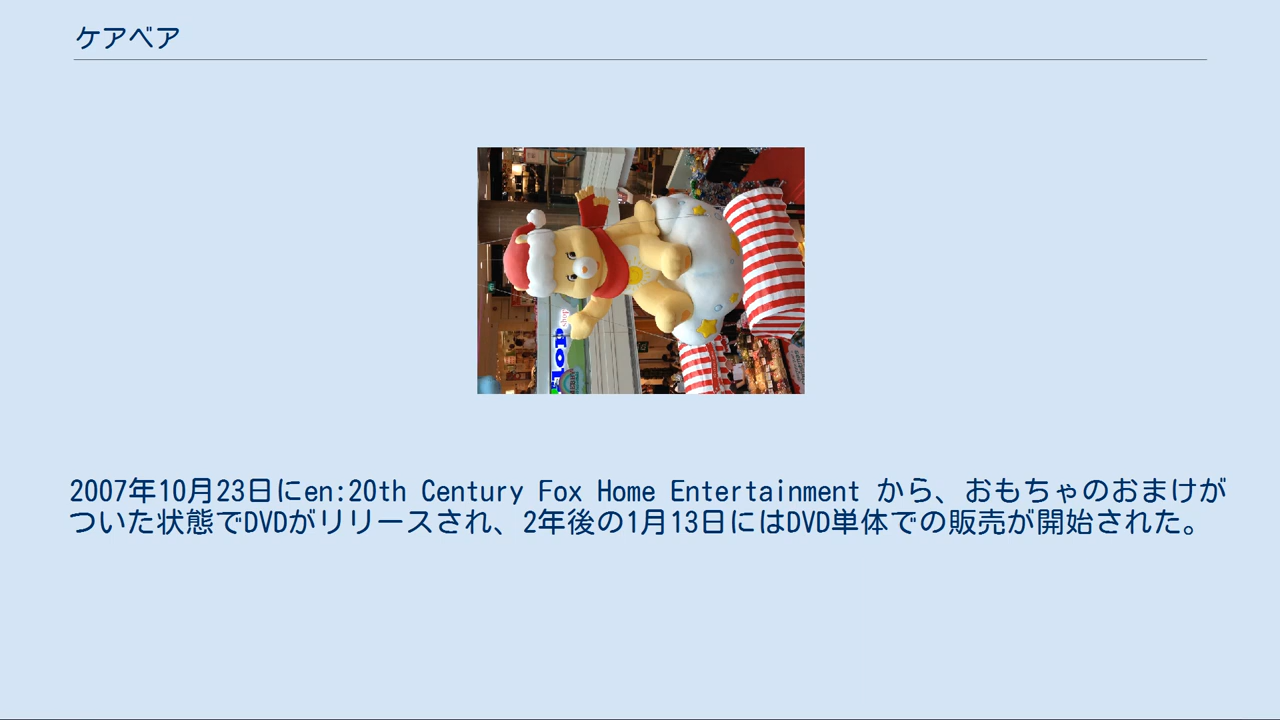 ケアベア
shop
2007年10月23日にen:20th Century Fox Home Entertainment から、おもちゃのおまけが
ついた状態でDVDがリリースされ、2年後の1月13日にはDVD単体での販売が開始された。